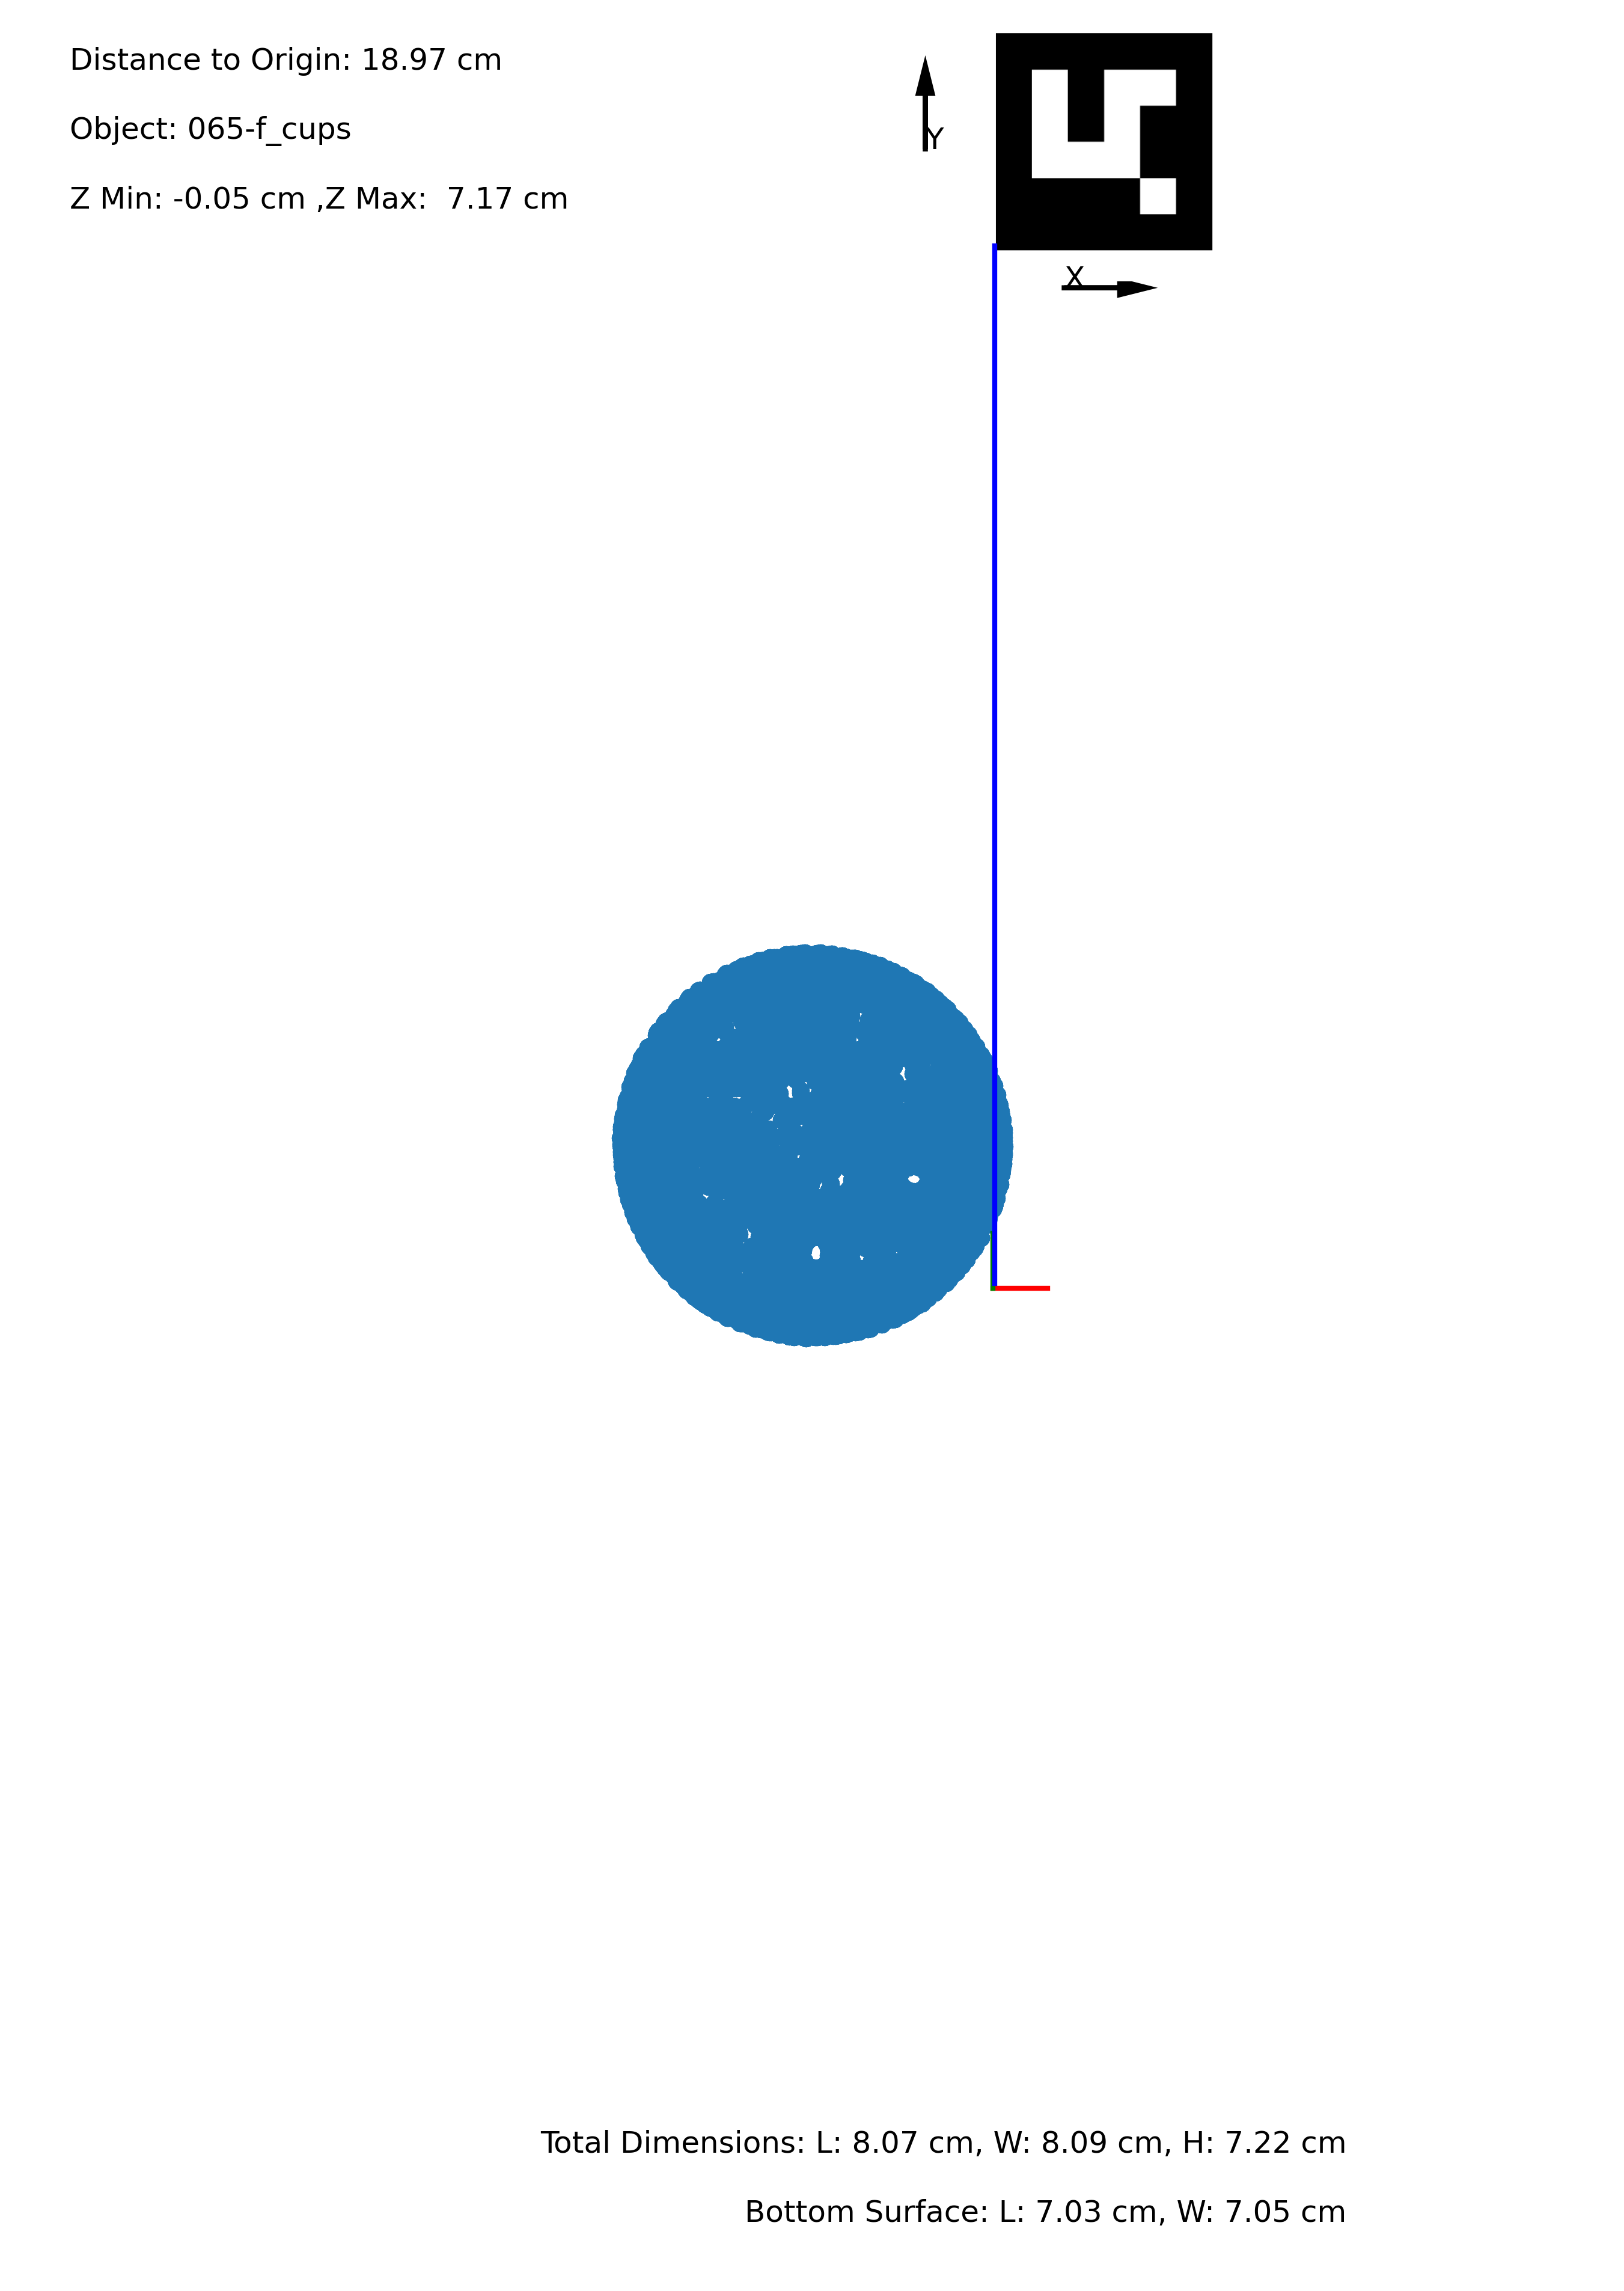 Distance to Origin: 18.97 cm
Object: 065-f_cups
Z Min: -0.05 cm ,Z Max:  7.17 cm
Y
X
Total Dimensions: L: 8.07 cm, W: 8.09 cm, H: 7.22 cm
Bottom Surface: L: 7.03 cm, W: 7.05 cm